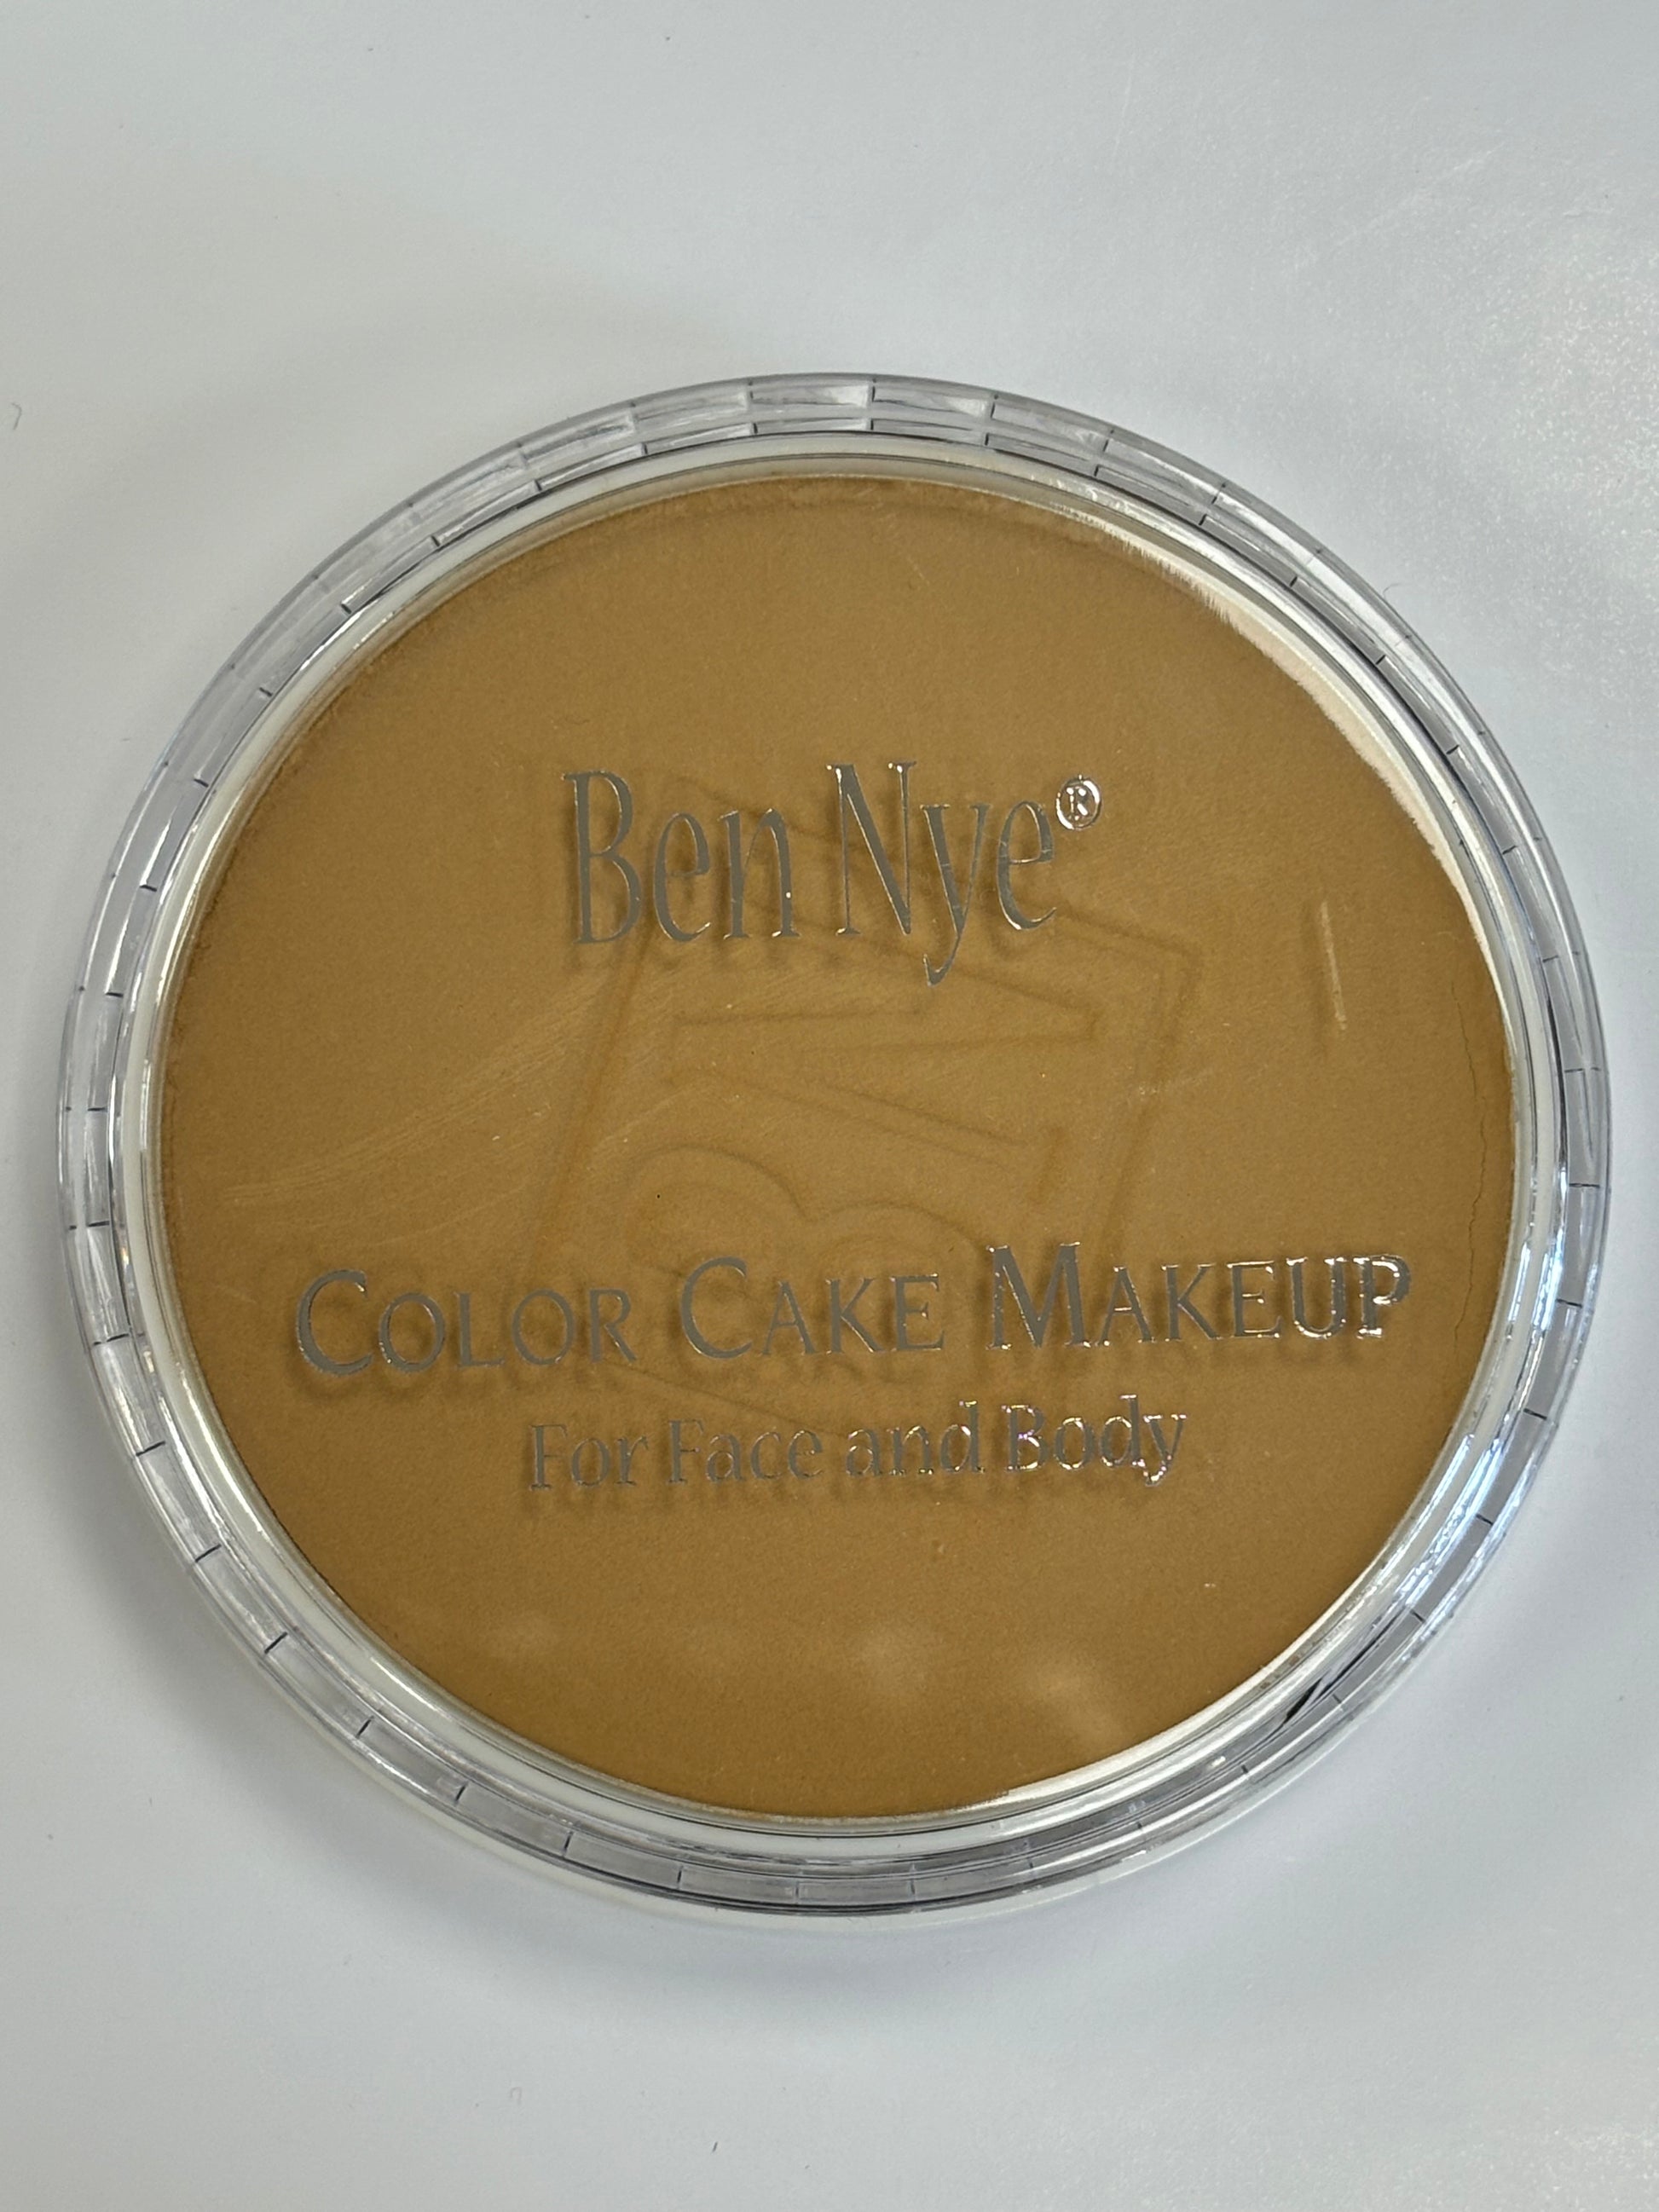 Ben Nye®
COLOR CAKE MAKEUP
For Face and Body